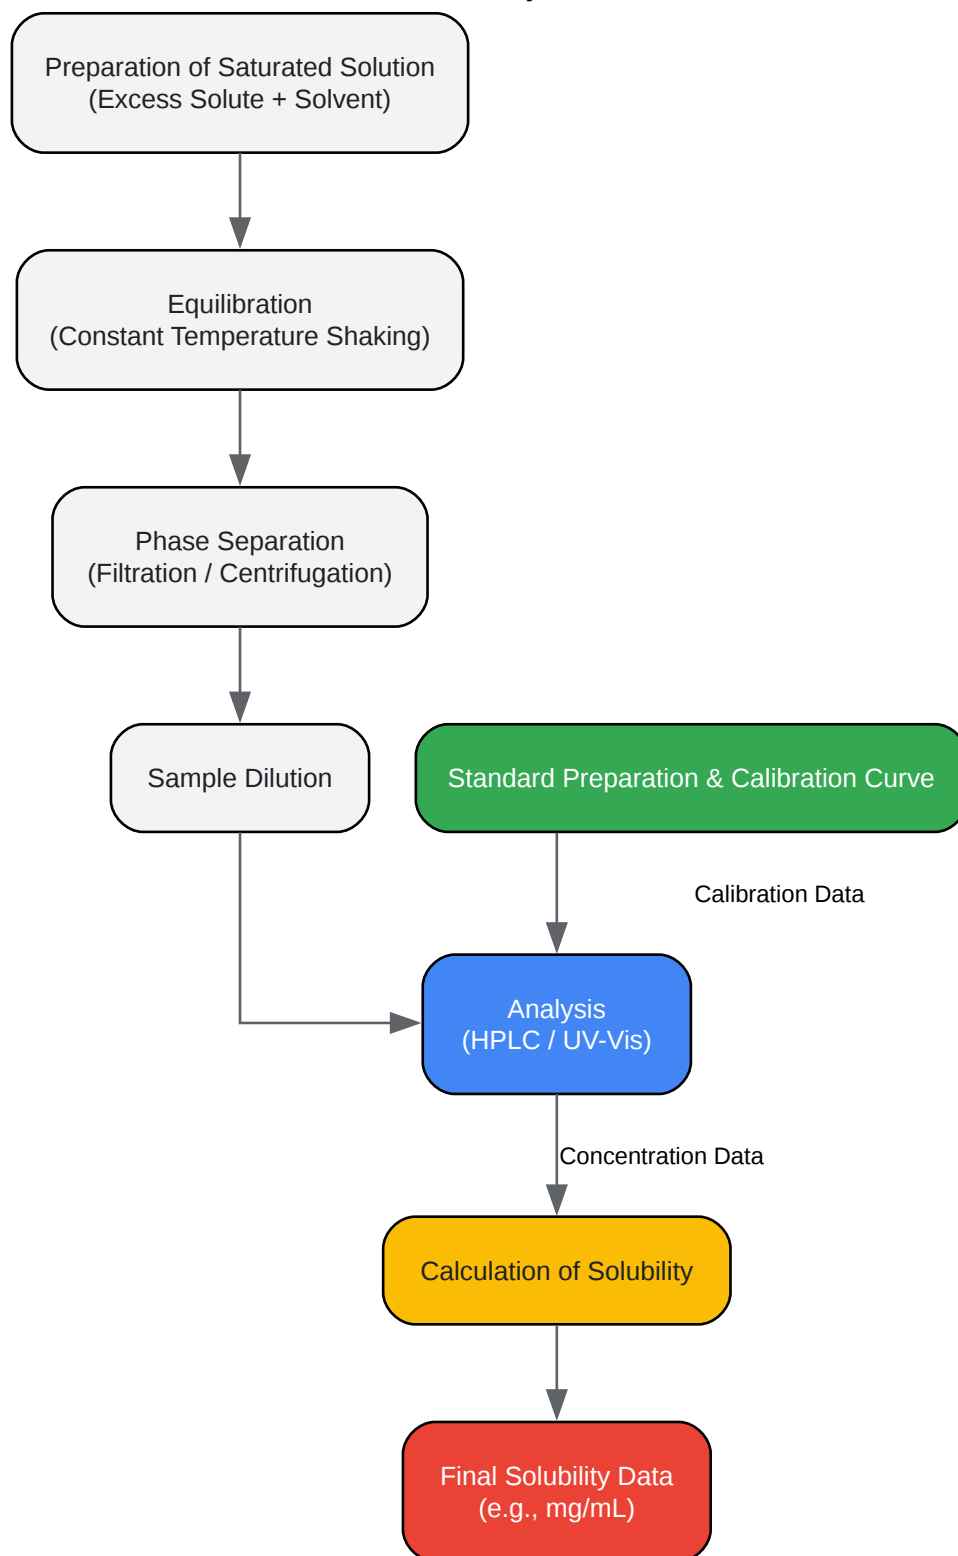 Preparation of Saturated Solution
(Excess Solute + Solvent)
Equilibration
(Constant Temperature Shaking)
Phase Separation
(Filtration / Centrifugation)
Sample Dilution
Standard Preparation & Calibration Curve
Calibration Data
Analysis
(HPLC / UV-Vis)
Concentration Data
Calculation of Solubility
Final Solubility Data
(e.g., mg/mL)